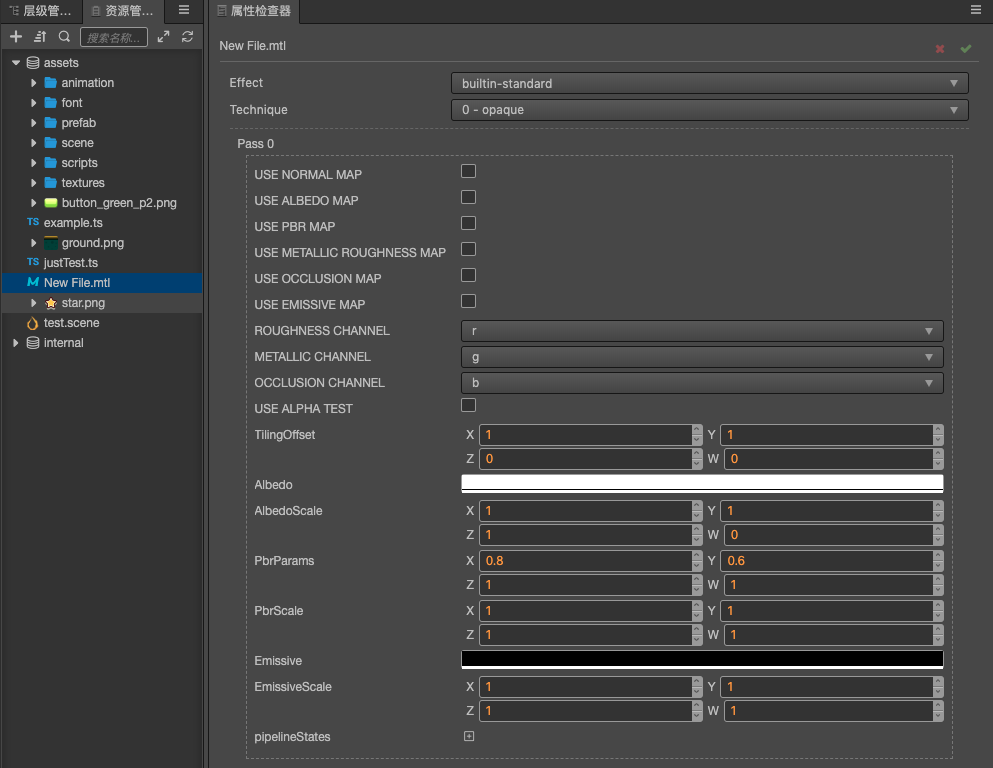 层级管...
资源管...
搜索名称...
assets
animation
font
prefab
scene
scripts
textures
button_green_p2.png
TS example.ts
ground.png
TS justTest.ts
New File.mtl
star.png
test.scene
internal
属性检查器
New File.mtl
Effect builtin-standard
Technique 0 - opaque
Pass 0
USE NORMAL MAP
USE ALBEDO MAP
USE PBR MAP
USE METALLIC ROUGHNESS MAP
USE OCCLUSION MAP
USE EMISSIVE MAP
ROUGHNESS CHANNEL r
METALLIC CHANNEL g
OCCLUSION CHANNEL b
USE ALPHA TEST
TilingOffset X 1 Y 1
Z 0 W 0
Albedo
AlbedoScale X 1 Y 1
Z 1 W 0
PbrParams X 0.8 Y 0.6
Z 1 W 1
PbrScale X 1 Y 1
Z 1 W 1
Emissive
EmissiveScale X 1 Y 1
Z 1 W 1
pipelineStates